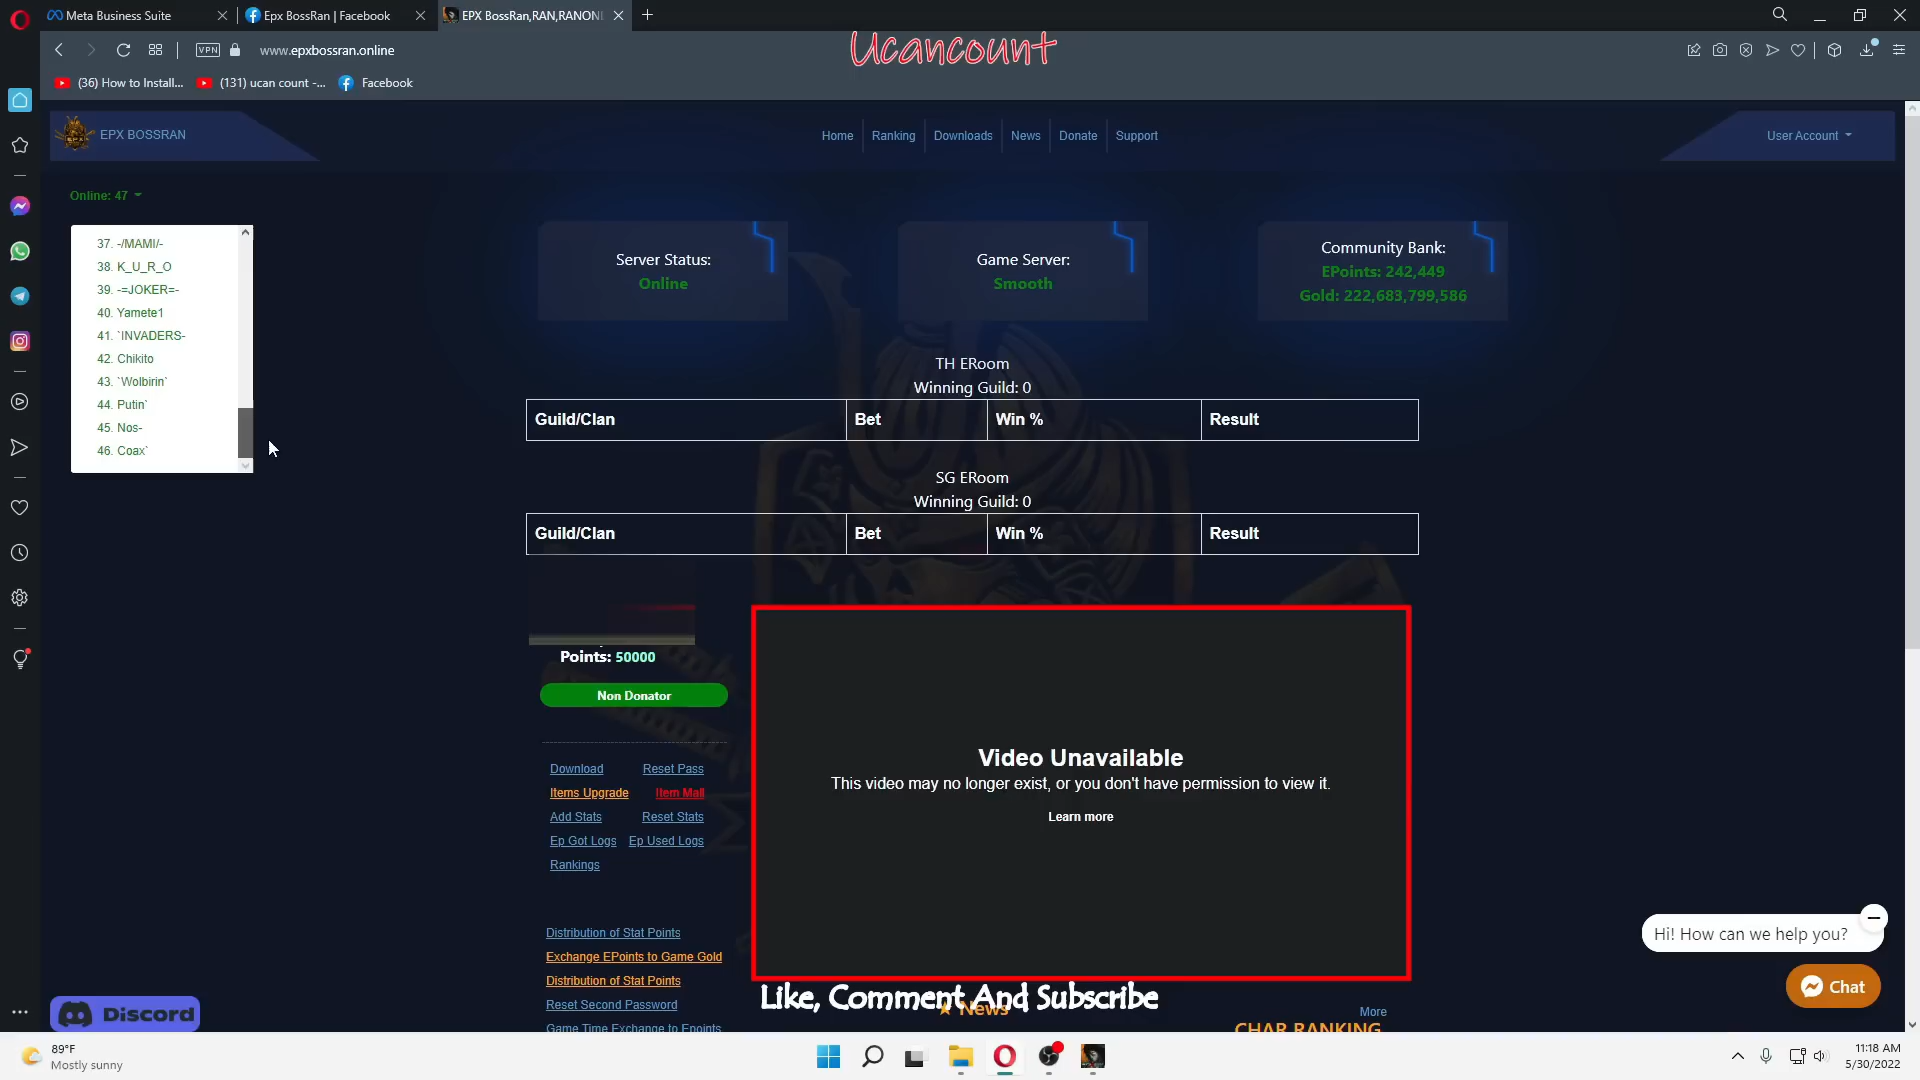 Meta Business Suite
Epx BossRan | Facebook
EPX BossRan,RAN,RANONL
VPN
www.epxbossran.online
Ucancount
(36) How to Install...
(131) ucan count -...
Facebook
EPX BOSSRAN
Home
Ranking
Downloads
News
Donate
Support
User Account
Online: 47
37. -/MAMI/-
38. K_U_R_O
39. -=JOKER=-
40. Yamete1
41. `INVADERS-
42. Chikito
43. `Wolbirin`
44. Putin`
45. Nos-
46. Coax`
Server Status:
Online
Game Server:
Smooth
Community Bank:
EPoints: 242,449
Gold: 222,683,799,586
TH ERoom
Winning Guild: 0
Guild/Clan Bet Win % Result
SG ERoom
Winning Guild: 0
Guild/Clan Bet Win % Result
Points: 50000
Non Donator
Download Reset Pass
Items Upgrade Item Mall
Add Stats Reset Stats
Ep Got Logs Ep Used Logs
Rankings
Distribution of Stat Points
Exchange EPoints to Game Gold
Distribution of Stat Points
Reset Second Password
Game Time Exchange to Epoints
Video Unavailable
This video may no longer exist, or you don't have permission to view it.
Learn more
Like, Comment And Subscribe
News
More
CHAR RANKING
Hi! How can we help you?
Chat
Discord
89°F
Mostly sunny
11:18 AM
5/30/2022